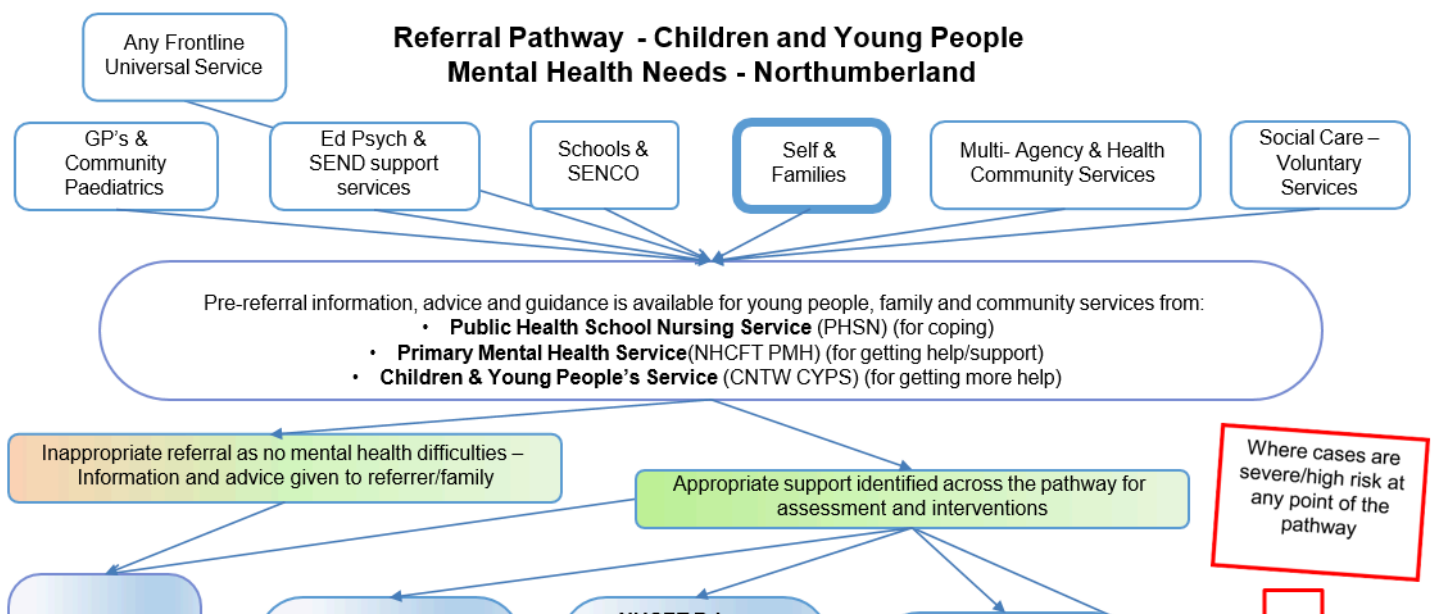 Referral Pathway - Children and Young People
Mental Health Needs - Northumberland
Any Frontline
Universal Service
GP's &
Community
Paediatrics
Ed Psych &
SEND support
services
Schools &
SENCO
Self &
Families
Multi- Agency & Health
Community Services
Social Care –
Voluntary
Services
Pre-referral information, advice and guidance is available for young people, family and community services from:
• Public Health School Nursing Service (PHSN) (for coping)
• Primary Mental Health Service(NHCFT PMH) (for getting help/support)
• Children & Young People's Service (CNTW CYPS) (for getting more help)
Inappropriate referral as no mental health difficulties –
Information and advice given to referrer/family
Appropriate support identified across the pathway for
assessment and interventions
Where cases are
severe/high risk at
any point of the
pathway